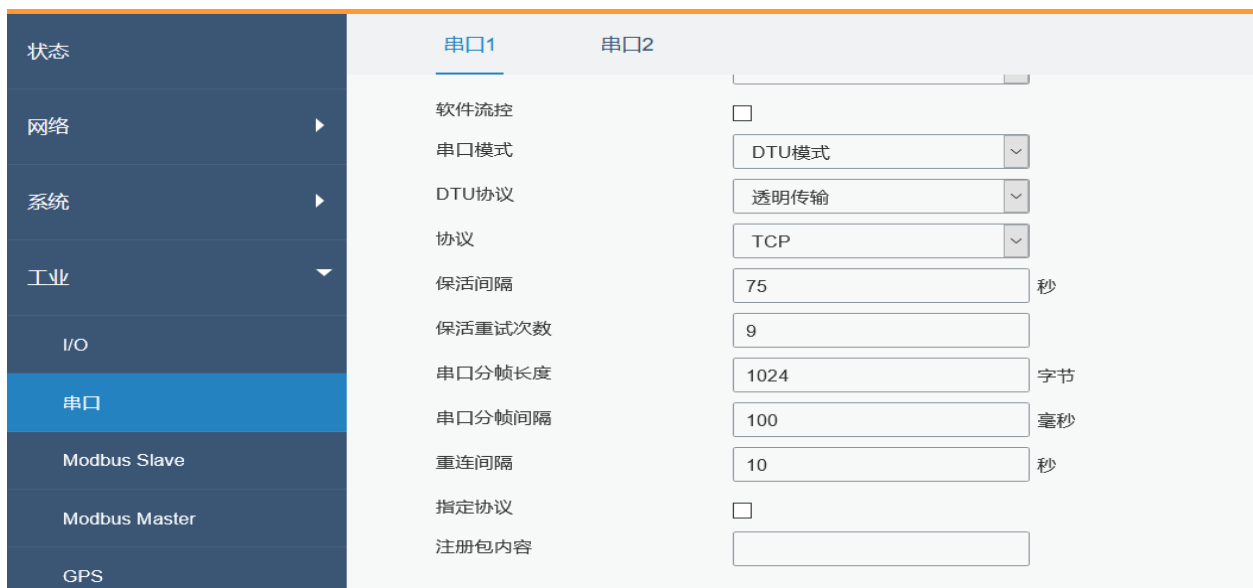 状态
网络
系统
工业
I/O
串口
Modbus Slave
Modbus Master
GPS
串口1 串口2
软件流控
串口模式 DTU模式
DTU协议 透明传输
协议 TCP
保活间隔 75 秒
保活重试次数 9
串口分帧长度 1024 字节
串口分帧间隔 100 毫秒
重连间隔 10 秒
指定协议
注册包内容